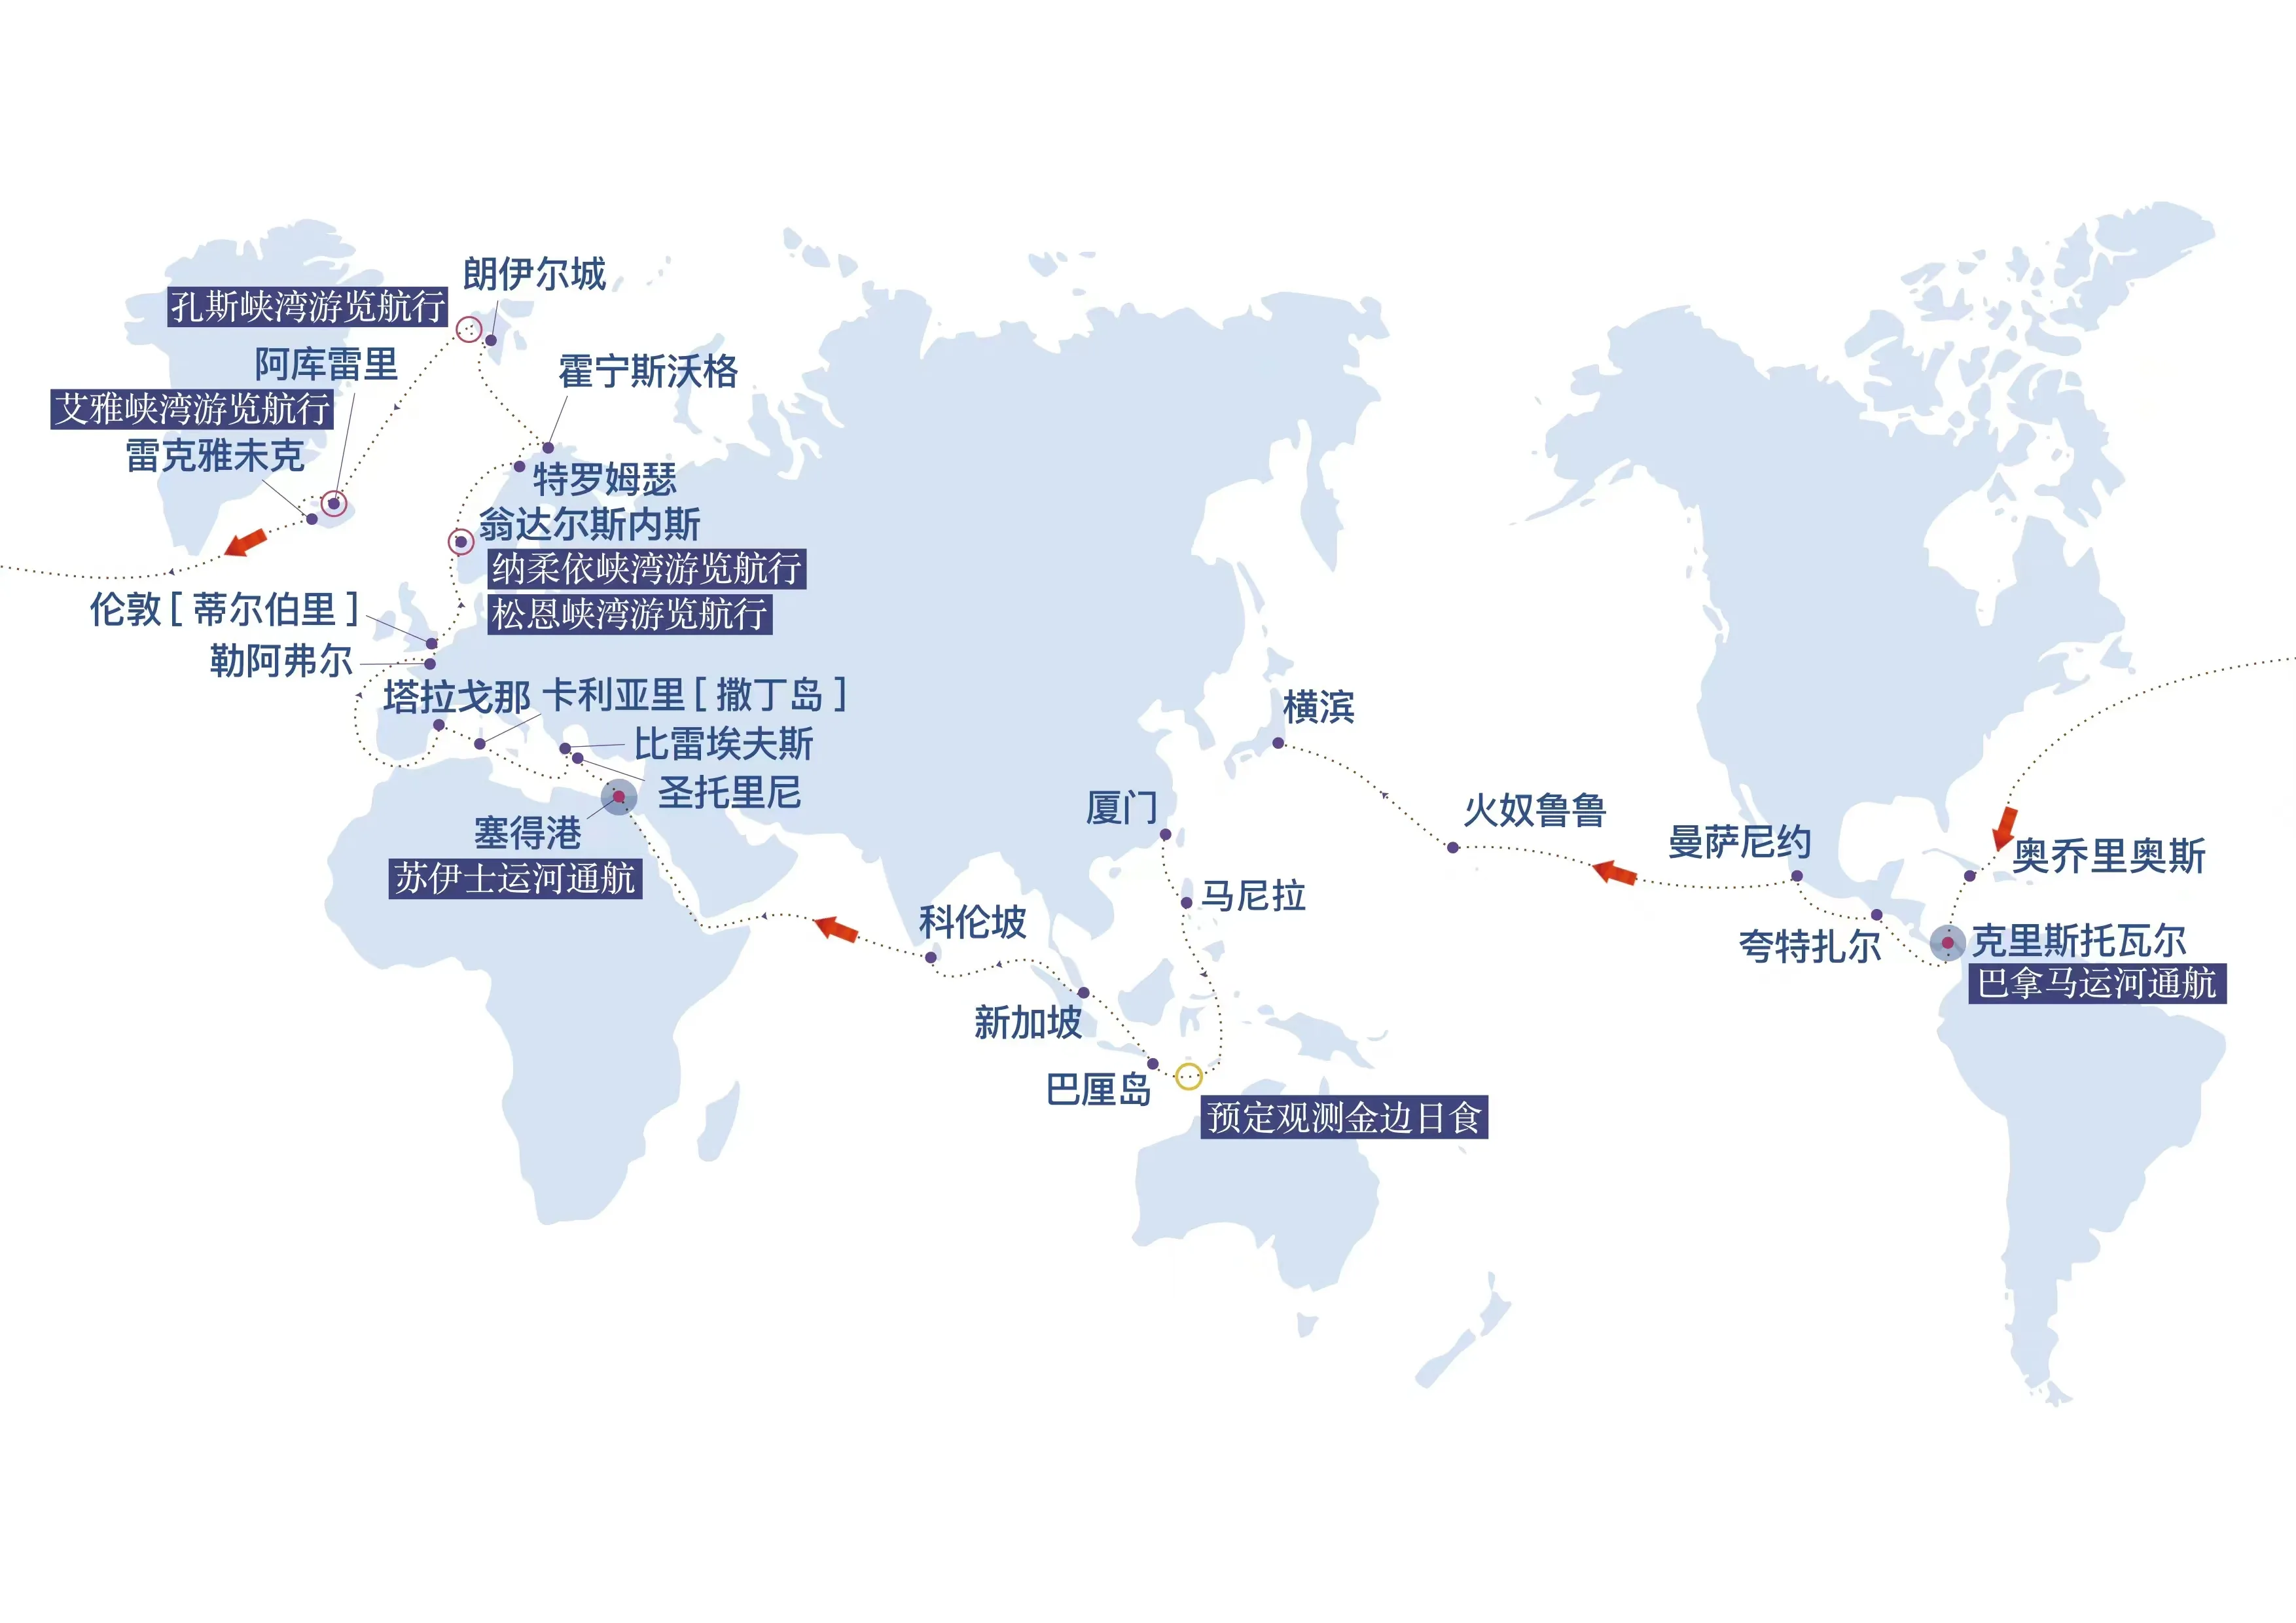 朗伊尔城
孔斯峡湾游览航行
阿库雷里
艾雅峡湾游览航行
雷克雅未克
霍宁斯沃格
特罗姆瑟
翁达尔斯内斯
纳柔依峡湾游览航行
松恩峡湾游览航行
伦敦[蒂尔伯里]
勒阿弗尔
塔拉戈那
卡利亚里[撒丁岛]
比雷埃夫斯
圣托里尼
塞得港
苏伊士运河通航
科伦坡
新加坡
巴厘岛
预定观测金边日食
马尼拉
厦门
横滨
火奴鲁鲁
曼萨尼约
夸特扎尔
奥乔里奥斯
克里斯托瓦尔
巴拿马运河通航